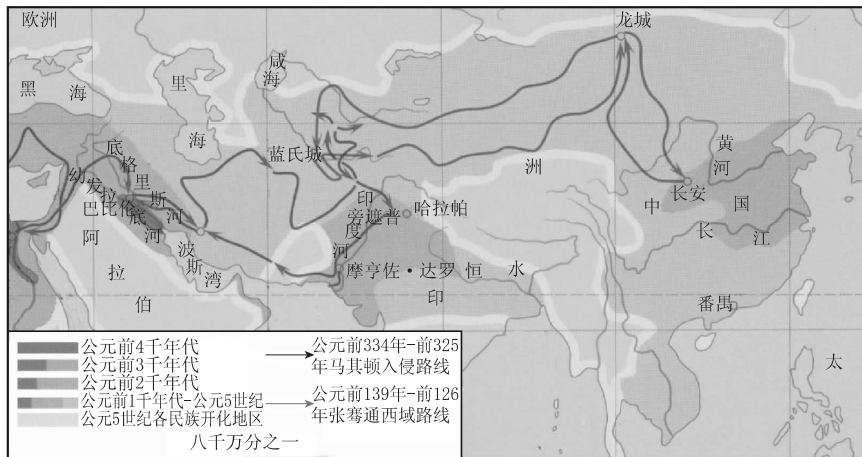 欧洲
龙城
咸海
里海
黑海
蓝氏城
洲
黄河
底格里斯河
幼发拉底河
巴比伦
印度河
旁遮普
哈拉帕
长安
中国
长江
阿拉伯
波斯湾
摩亨佐·达罗
恒水
印
番禺
太
公元前4千年代
公元前3千年代
公元前2千年代
公元前1千年代-公元5世纪
公元5世纪各民族开化地区
公元前334年-前325
年马其顿入侵路线
公元前139年-前126
年张骞通西域路线
八千万分之一